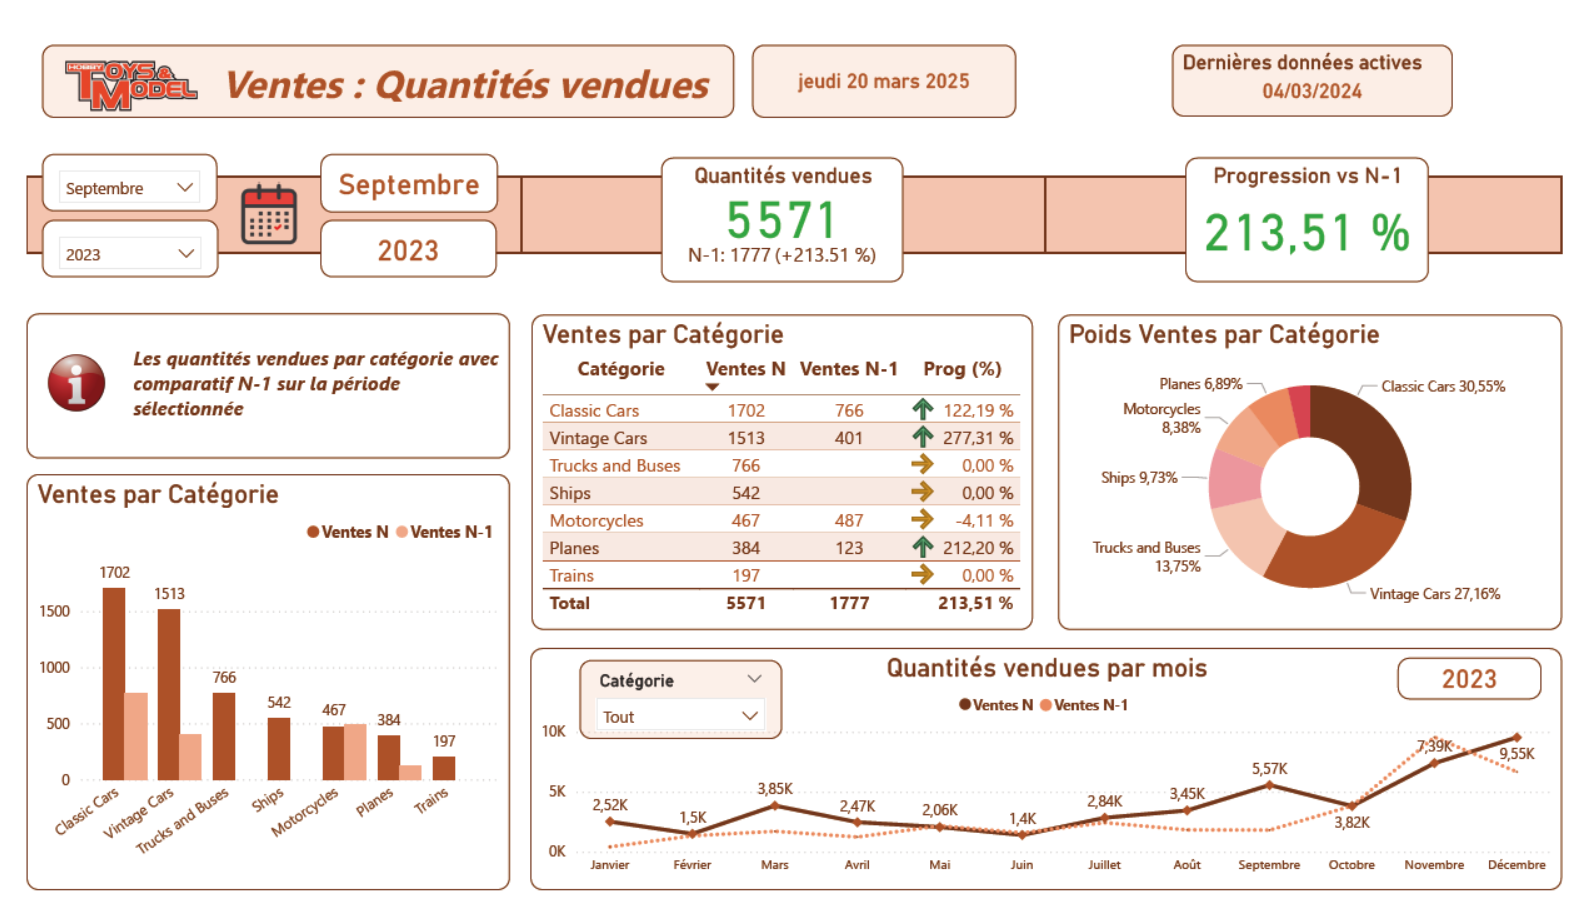 HOBBY TOYS & MODEL
Ventes : Quantités vendues
jeudi 20 mars 2025
Dernières données actives
04/03/2024
Septembre
2023
Septembre
2023
Quantités vendues
5571
N-1: 1777 (+213.51 %)
Progression vs N-1
213,51 %
Les quantités vendues par catégorie avec
comparatif N-1 sur la période
sélectionnée
Ventes par Catégorie
Ventes N Ventes N-1
1702
1513
766
542
467
384
197
1500
1000
500
0
Classic Cars
Vintage Cars
Trucks and Buses
Ships
Motorcycles
Planes
Trains
Ventes par Catégorie
Catégorie Ventes N Ventes N-1 Prog (%)
Classic Cars 1702 766 122,19 %
Vintage Cars 1513 401 277,31 %
Trucks and Buses 766 0,00 %
Ships 542 0,00 %
Motorcycles 467 487 -4,11 %
Planes 384 123 212,20 %
Trains 197 0,00 %
Total 5571 1777 213,51 %
Poids Ventes par Catégorie
Planes 6,89%
Classic Cars 30,55%
Motorcycles
8,38%
Ships 9,73%
Trucks and Buses
13,75%
Vintage Cars 27,16%
Catégorie
Tout
Quantités vendues par mois
2023
Ventes N Ventes N-1
10K
5K
0K
2,52K
1,5K
3,85K
2,47K
2,06K
1,4K
2,84K
3,45K
5,57K
3,82K
7,39K
9,55K
Janvier Février Mars Avril Mai Juin Juillet Août Septembre Octobre Novembre Décembre